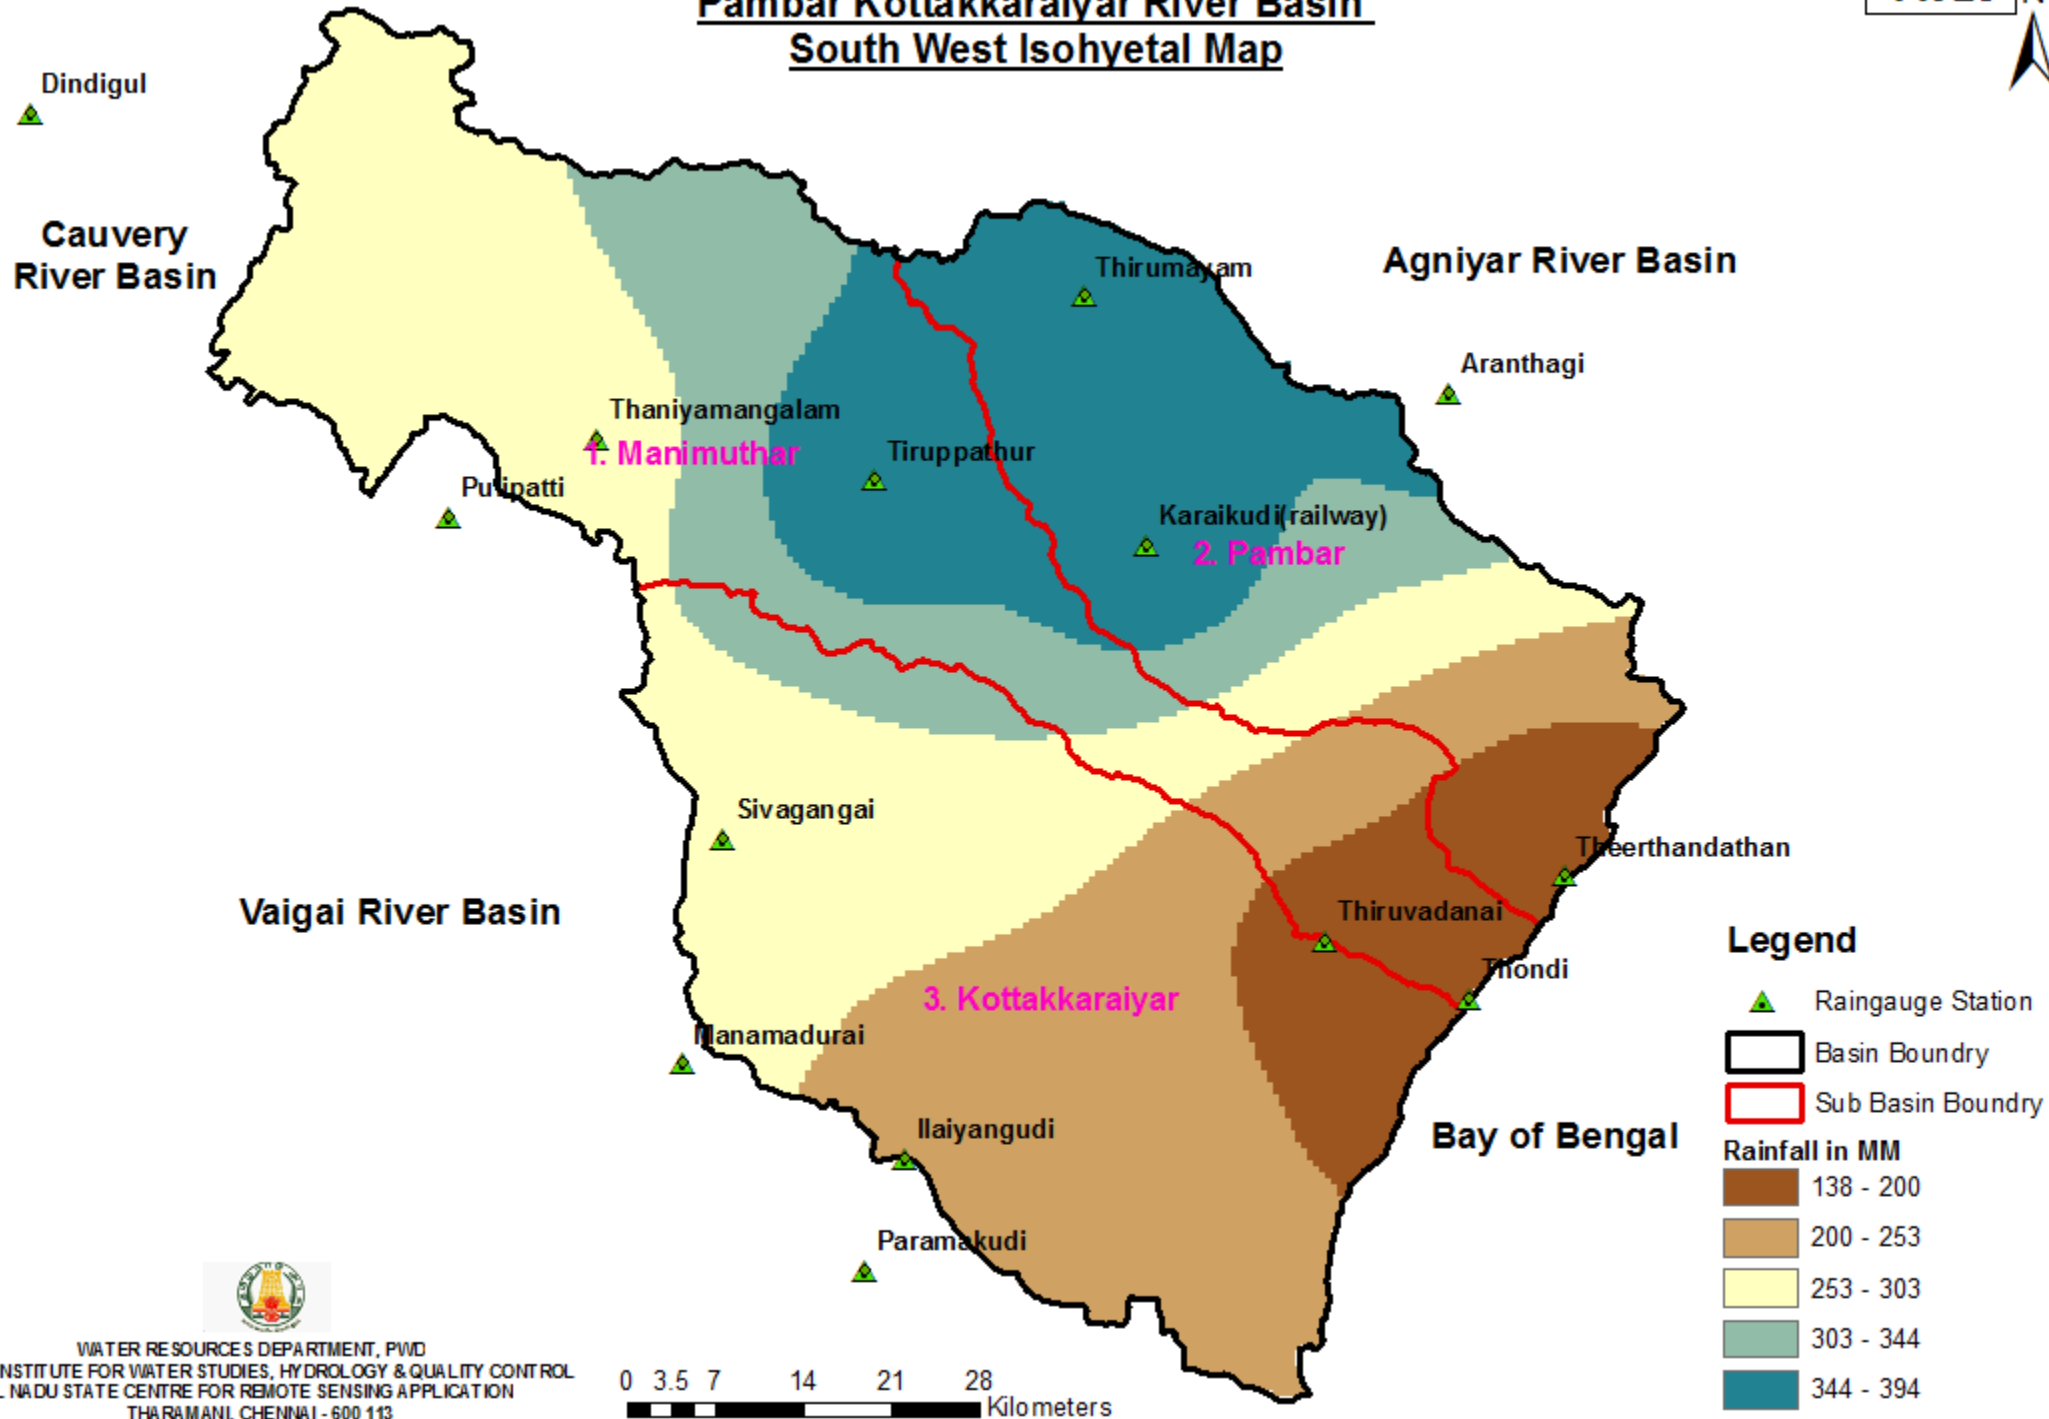 Pambar Kottakkaraiyar River Basin
South West Isohyetal Map
N
Dindigul
Cauvery
River Basin
Thirumayam
Agniyar River Basin
Aranthagi
Thaniyamangalam
1. Manimuthar
Tiruppathur
Pulipatti
Karaikudi(railway)
2. Pambar
Sivagangai
Theerthandathan
Vaigai River Basin
Thiruvadanai
Thondi
3. Kottakkaraiyar
Manamadurai
Ilaiyangudi
Bay of Bengal
Paramakudi
Legend
Raingauge Station
Basin Boundry
Sub Basin Boundry
Rainfall in MM
138 - 200
200 - 253
253 - 303
303 - 344
344 - 394
WATER RESOURCES DEPARTMENT, PWD
NSTITUTE FOR WATER STUDIES, HYDROLOGY & QUALITY CONTROL
L NADU STATE CENTRE FOR REMOTE SENSING APPLICATION
THARAMANI, CHENNAI - 600 113
0 3.5 7 14 21 28
Kilometers